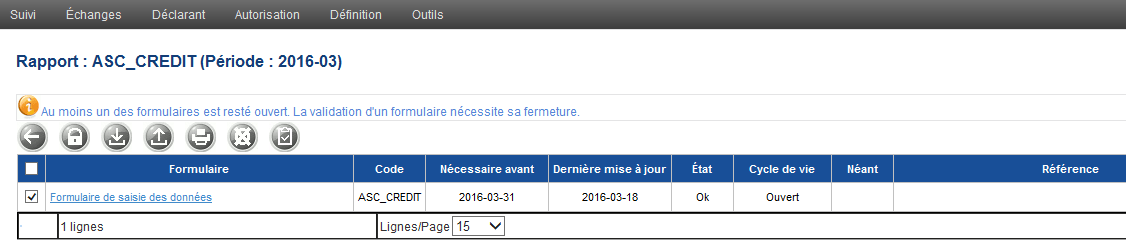 Suivi Échanges Déclarant Autorisation Définition Outils
Rapport : ASC_CREDIT (Période : 2016-03)
Au moins un des formulaires est resté ouvert. La validation d'un formulaire nécessite sa fermeture.
Formulaire Code Nécessaire avant Dernière mise à jour État Cycle de vie Néant Référence
Formulaire de saisie des données ASC_CREDIT 2016-03-31 2016-03-18 Ok Ouvert
1 lignes Lignes/Page 15